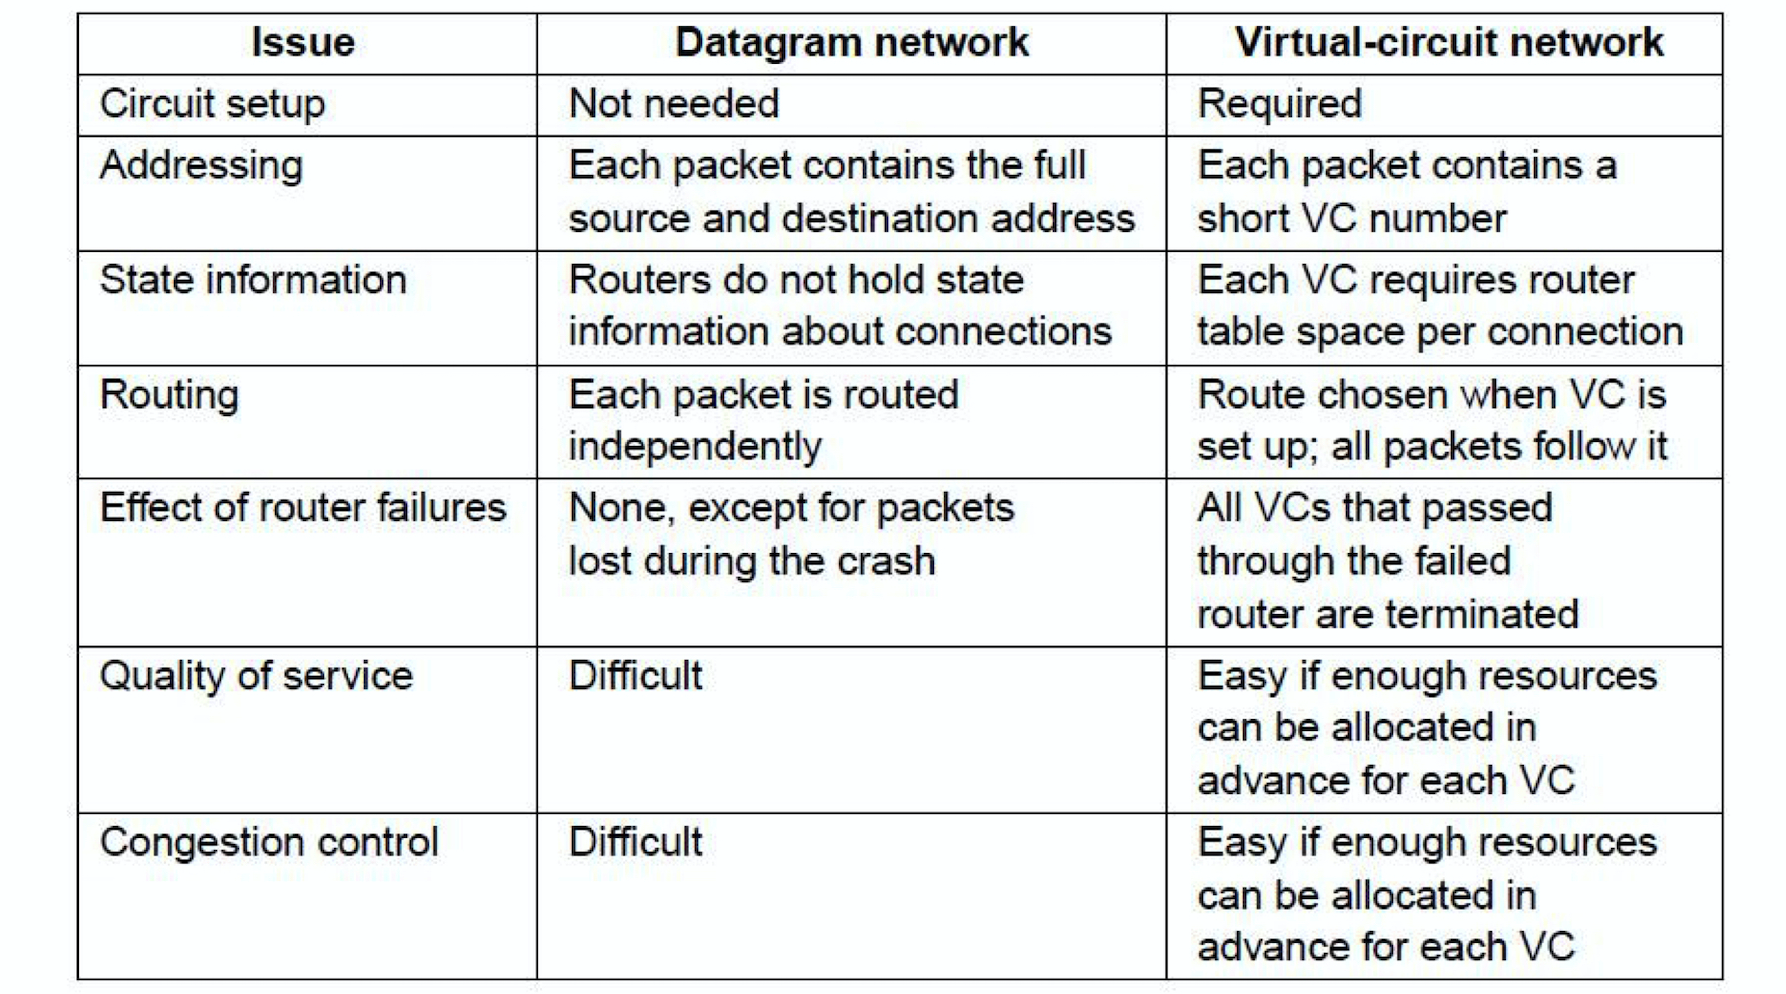 Issue Datagram network Virtual-circuit network
Circuit setup Not needed Required
Addressing Each packet contains the full Each packet contains a
source and destination address short VC number
State information Routers do not hold state Each VC requires router
information about connections table space per connection
Routing Each packet is routed Route chosen when VC is
independently set up; all packets follow it
Effect of router failures None, except for packets All VCs that passed
lost during the crash through the failed
router are terminated
Quality of service Difficult Easy if enough resources
can be allocated in
advance for each VC
Congestion control Difficult Easy if enough resources
can be allocated in
advance for each VC